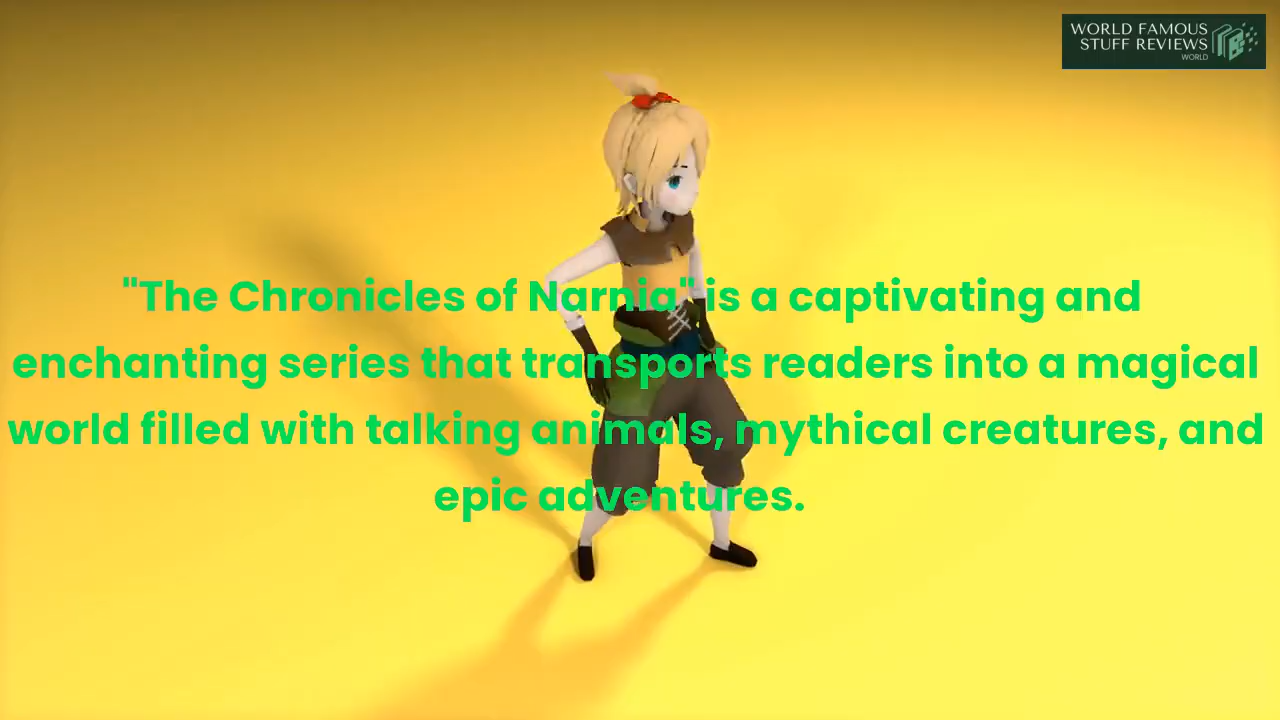 WORLD FAMOUS
STUFF REVIEWS
WORLD
"The Chronicles of Narnia" is a captivating and
enchanting series that transports readers into a magical
world filled with talking animals, mythical creatures, and
epic adventures.